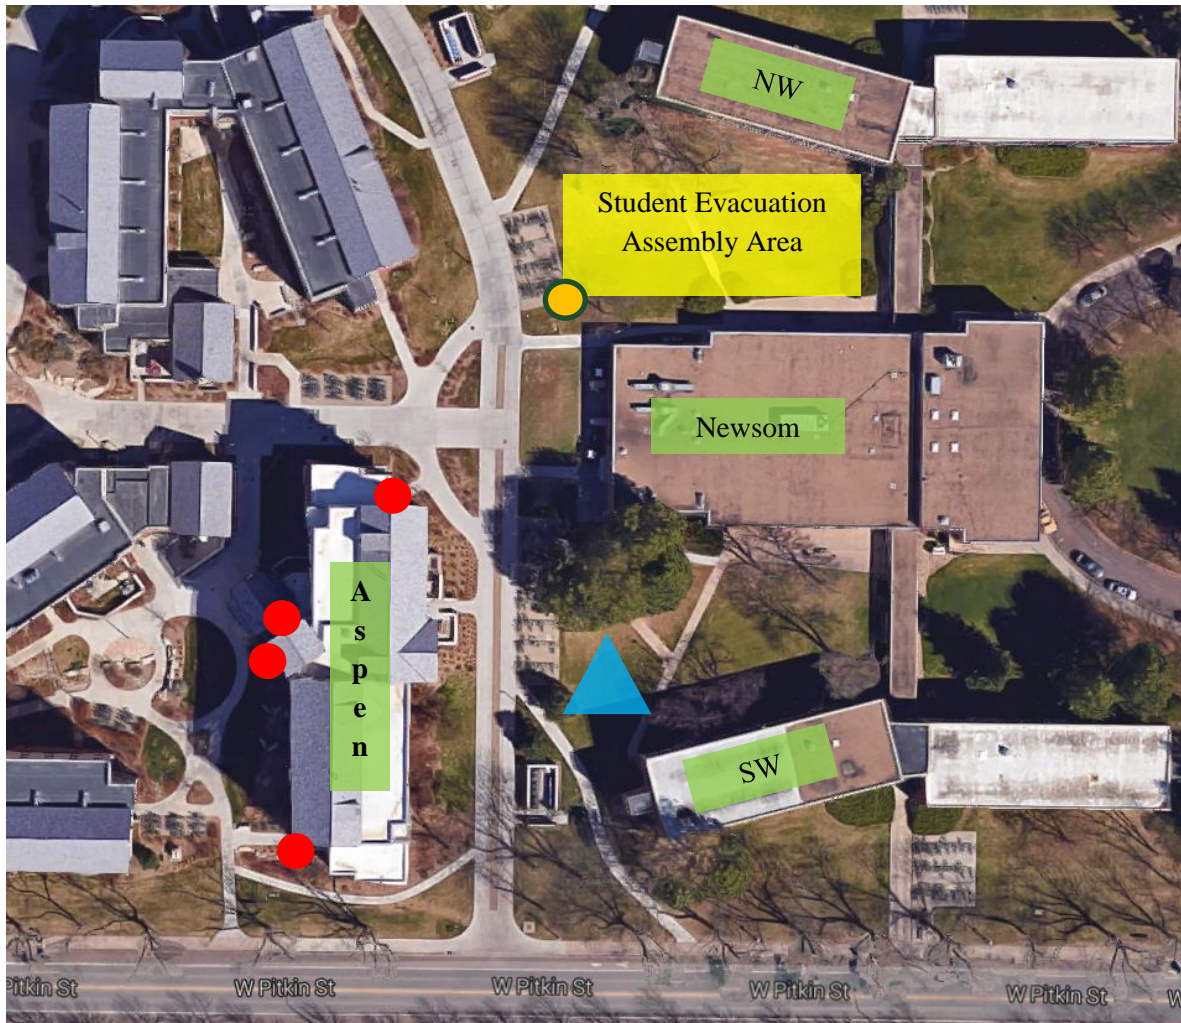 NW
Student Evacuation
Assembly Area
Newsom
A
s
p
e
n
SW
Pitkin St
W Pitkin St
W Pitkin St
W Pitkin St
W Pitkin St
W